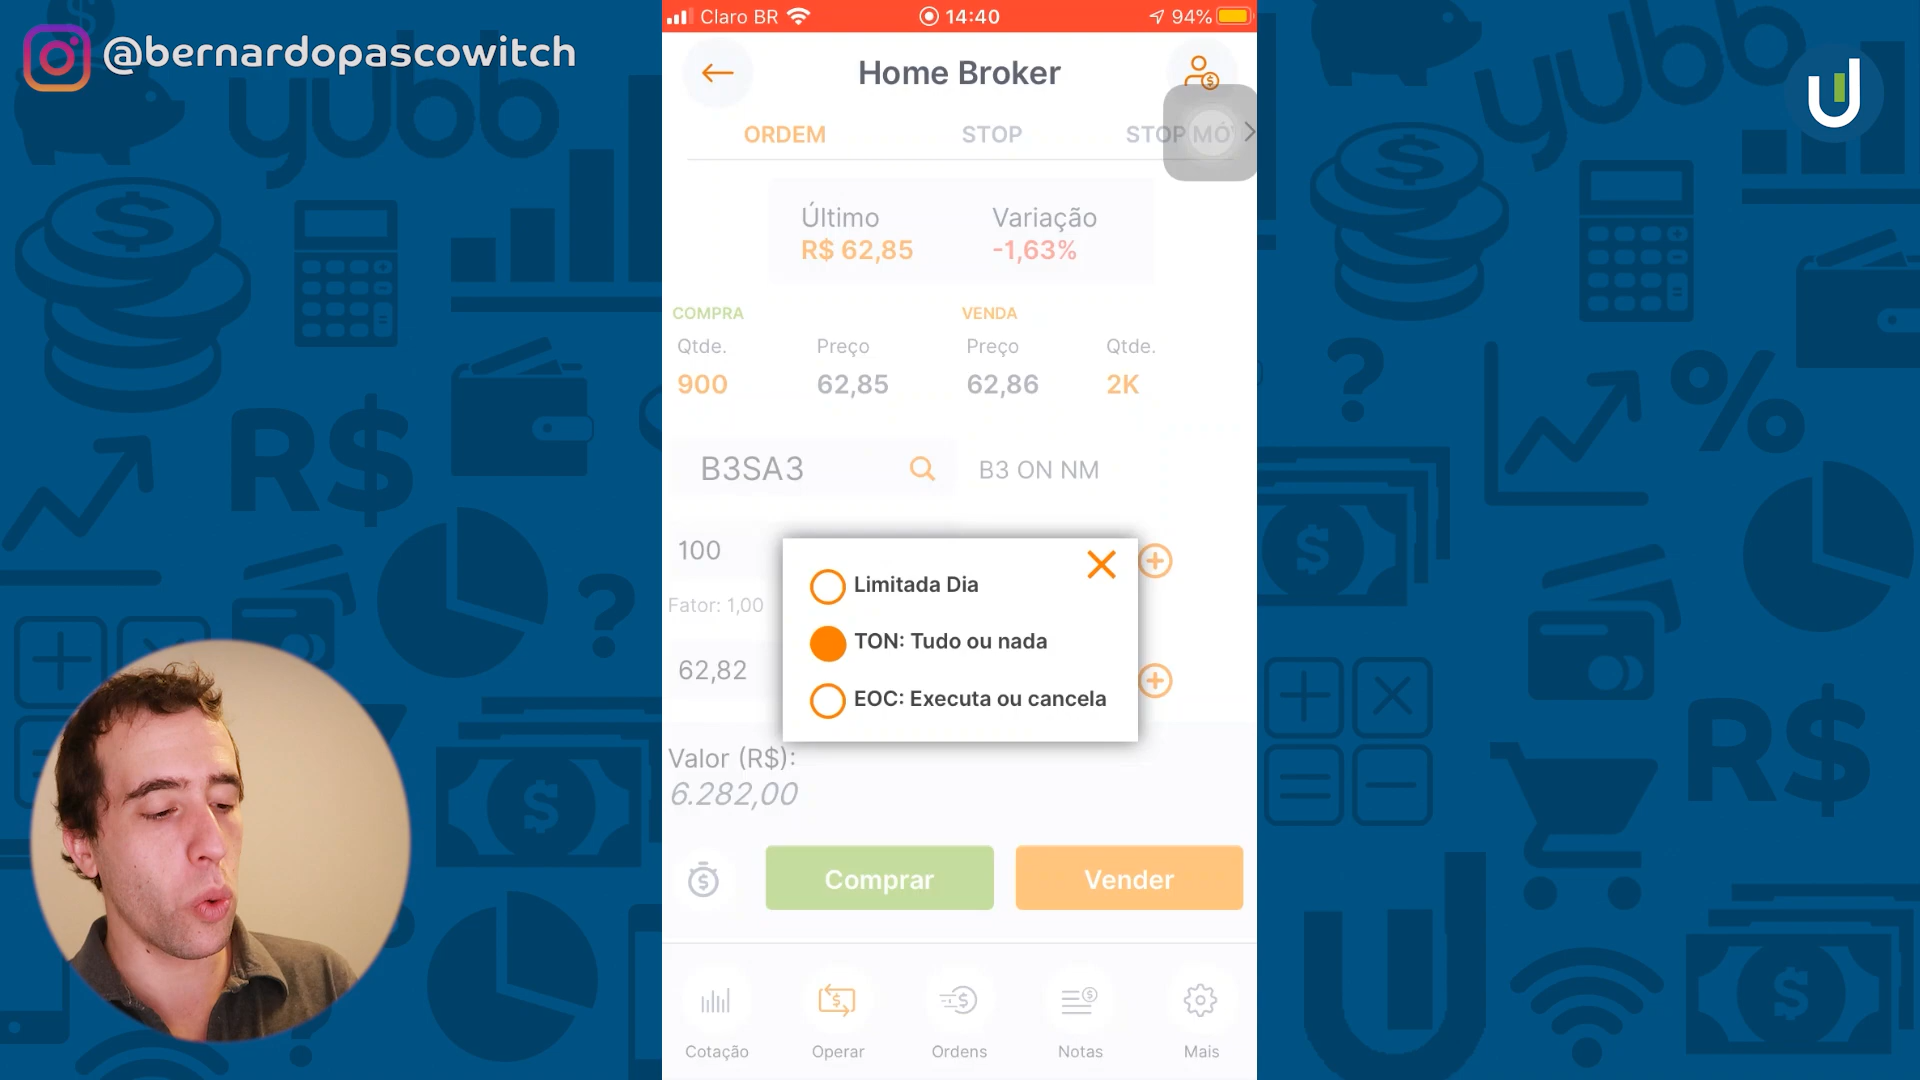 @bernardopascowitch
Claro BR
14:40
94%
Home Broker
ORDEM
STOP
STOP MÓ
Último
Variação
R$ 62,85
-1,63%
COMPRA
VENDA
Qtde.
Preço
Preço
Qtde.
900
62,85
62,86
2K
B3SA3
B3 ON NM
100
Fator: 1,00
62,82
Limitada Dia
TON: Tudo ou nada
EOC: Executa ou cancela
Valor (R$):
6.282,00
Comprar
Vender
Cotação
Operar
Ordens
Notas
Mais
yubb
yubb
R$
R$